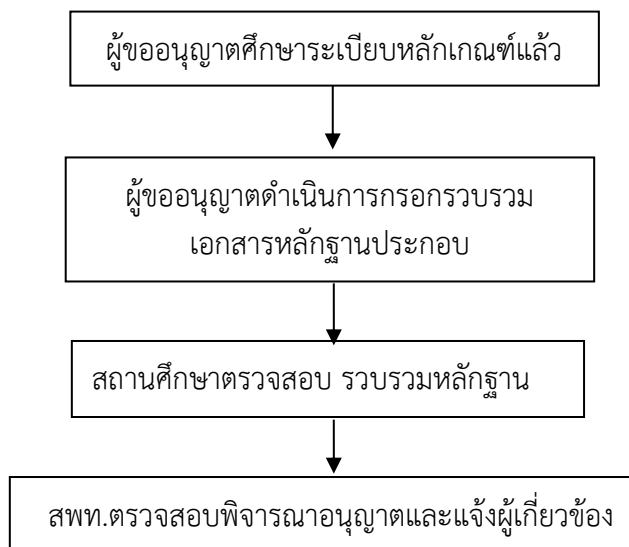 ผู้ขออนุญาตศึกษาระเบียบหลักเกณฑ์แล้ว
ผู้ขออนุญาตดำเนินการกรอกรวบรวม
เอกสารหลักฐานประกอบ
สถานศึกษาตรวจสอบ รวบรวมหลักฐาน
สพท.ตรวจสอบพิจารณาอนุญาตและแจ้งผู้เกี่ยวข้อง